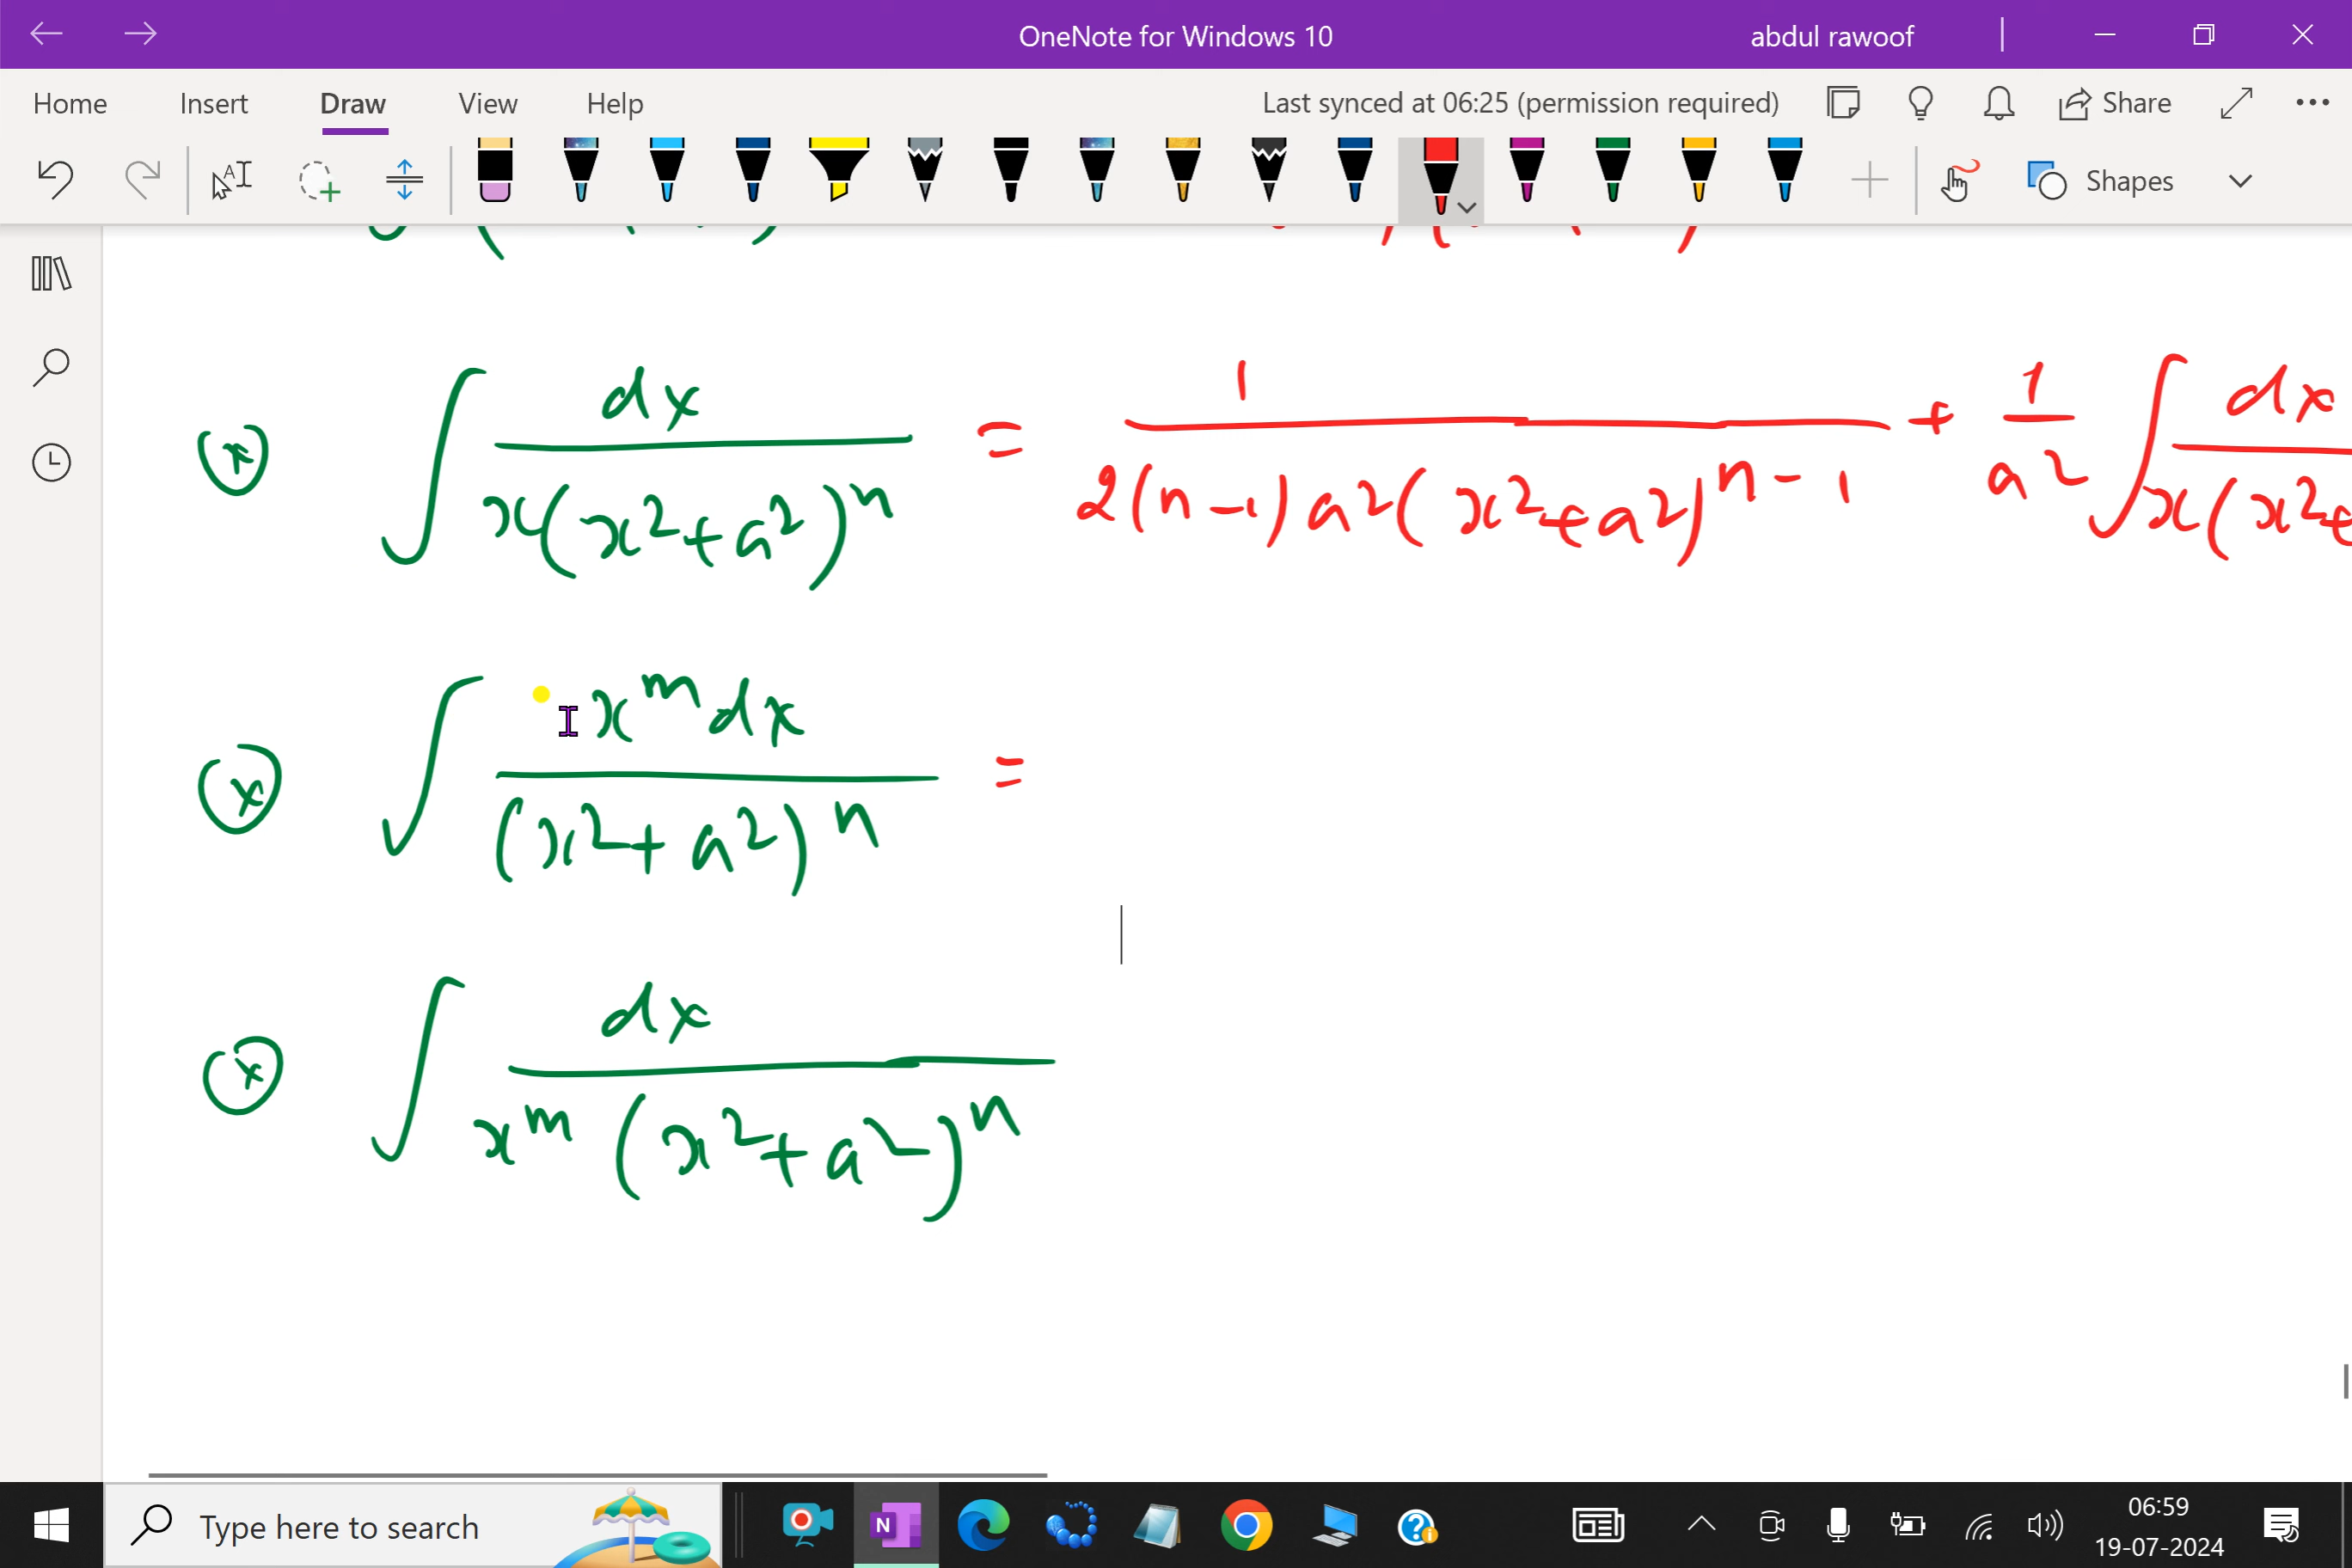 OneNote for Windows 10 abdul rawoof
Home Insert Draw View Help Last synced at 06:25 (permission required) Share
Shapes
∫ dx / x(x²+a²)ⁿ = 1 / 2(n-1)a²(x²+a²)ⁿ⁻¹ + 1/a² ∫ dx / x(x²+
∫ xᵐdx / (x²+a²)ⁿ =
∫ dx / xᵐ(x²+a²)ⁿ
Type here to search
06:59
19-07-2024